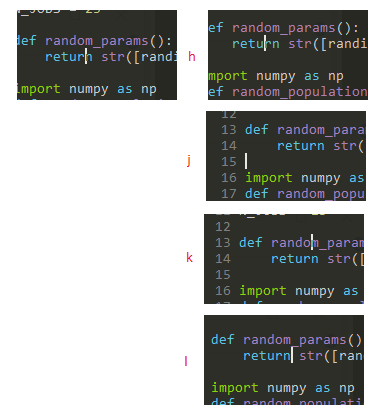 def random_params():
return str([randi
import numpy as np
h
ef random_params():
return str([randi
mport numpy as np
def random_population
j
12
13 def random_para
14 return str([
15
16 import numpy as
17 def random_popu
k
12
13 def random_param
14 return str([
15
16 import numpy as
l
def random_params()
return str([ran
import numpy as np
def random_populati